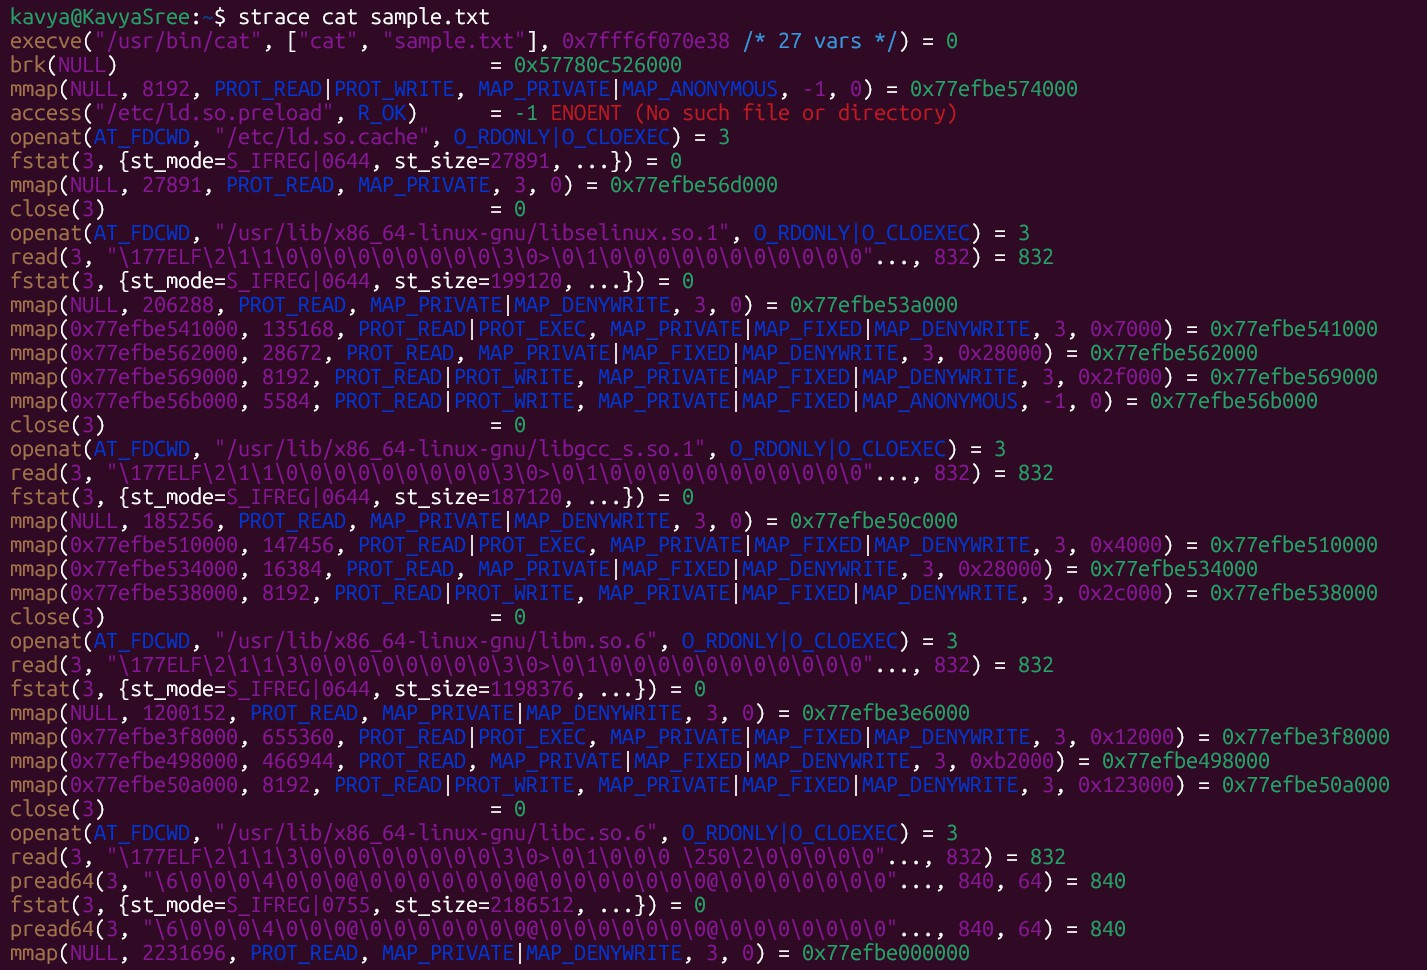 kavya@KavyaSree:~$ strace cat sample.txt
execve("/usr/bin/cat", ["cat", "sample.txt"], 0x7fff6f070e38 /* 27 vars */) = 0
brk(NULL)                               = 0x57780c526000
mmap(NULL, 8192, PROT_READ|PROT_WRITE, MAP_PRIVATE|MAP_ANONYMOUS, -1, 0) = 0x77efbe574000
access("/etc/ld.so.preload", R_OK)      = -1 ENOENT (No such file or directory)
openat(AT_FDCWD, "/etc/ld.so.cache", O_RDONLY|O_CLOEXEC) = 3
fstat(3, {st_mode=S_IFREG|0644, st_size=27891, ...}) = 0
mmap(NULL, 27891, PROT_READ, MAP_PRIVATE, 3, 0) = 0x77efbe56d000
close(3)                                = 0
openat(AT_FDCWD, "/usr/lib/x86_64-linux-gnu/libselinux.so.1", O_RDONLY|O_CLOEXEC) = 3
read(3, "\177ELF\2\1\1\0\0\0\0\0\0\0\0\0\3\0>\0\1\0\0\0\0\0\0\0\0\0\0\0"..., 832) = 832
fstat(3, {st_mode=S_IFREG|0644, st_size=199120, ...}) = 0
mmap(NULL, 206288, PROT_READ, MAP_PRIVATE|MAP_DENYWRITE, 3, 0) = 0x77efbe53a000
mmap(0x77efbe541000, 135168, PROT_READ|PROT_EXEC, MAP_PRIVATE|MAP_FIXED|MAP_DENYWRITE, 3, 0x7000) = 0x77efbe541000
mmap(0x77efbe562000, 28672, PROT_READ, MAP_PRIVATE|MAP_FIXED|MAP_DENYWRITE, 3, 0x28000) = 0x77efbe562000
mmap(0x77efbe569000, 8192, PROT_READ|PROT_WRITE, MAP_PRIVATE|MAP_FIXED|MAP_DENYWRITE, 3, 0x2f000) = 0x77efbe569000
mmap(0x77efbe56b000, 5584, PROT_READ|PROT_WRITE, MAP_PRIVATE|MAP_FIXED|MAP_ANONYMOUS, -1, 0) = 0x77efbe56b000
close(3)                                = 0
openat(AT_FDCWD, "/usr/lib/x86_64-linux-gnu/libgcc_s.so.1", O_RDONLY|O_CLOEXEC) = 3
read(3, "\177ELF\2\1\1\0\0\0\0\0\0\0\0\0\3\0>\0\1\0\0\0\0\0\0\0\0\0\0\0"..., 832) = 832
fstat(3, {st_mode=S_IFREG|0644, st_size=187120, ...}) = 0
mmap(NULL, 185256, PROT_READ, MAP_PRIVATE|MAP_DENYWRITE, 3, 0) = 0x77efbe50c000
mmap(0x77efbe510000, 147456, PROT_READ|PROT_EXEC, MAP_PRIVATE|MAP_FIXED|MAP_DENYWRITE, 3, 0x4000) = 0x77efbe510000
mmap(0x77efbe534000, 16384, PROT_READ, MAP_PRIVATE|MAP_FIXED|MAP_DENYWRITE, 3, 0x28000) = 0x77efbe534000
mmap(0x77efbe538000, 8192, PROT_READ|PROT_WRITE, MAP_PRIVATE|MAP_FIXED|MAP_DENYWRITE, 3, 0x2c000) = 0x77efbe538000
close(3)                                = 0
openat(AT_FDCWD, "/usr/lib/x86_64-linux-gnu/libm.so.6", O_RDONLY|O_CLOEXEC) = 3
read(3, "\177ELF\2\1\1\3\0\0\0\0\0\0\0\0\3\0>\0\1\0\0\0\0\0\0\0\0\0\0\0"..., 832) = 832
fstat(3, {st_mode=S_IFREG|0644, st_size=1198376, ...}) = 0
mmap(NULL, 1200152, PROT_READ, MAP_PRIVATE|MAP_DENYWRITE, 3, 0) = 0x77efbe3e6000
mmap(0x77efbe3f8000, 655360, PROT_READ|PROT_EXEC, MAP_PRIVATE|MAP_FIXED|MAP_DENYWRITE, 3, 0x12000) = 0x77efbe3f8000
mmap(0x77efbe498000, 466944, PROT_READ, MAP_PRIVATE|MAP_FIXED|MAP_DENYWRITE, 3, 0xb2000) = 0x77efbe498000
mmap(0x77efbe50a000, 8192, PROT_READ|PROT_WRITE, MAP_PRIVATE|MAP_FIXED|MAP_DENYWRITE, 3, 0x123000) = 0x77efbe50a000
close(3)                                = 0
openat(AT_FDCWD, "/usr/lib/x86_64-linux-gnu/libc.so.6", O_RDONLY|O_CLOEXEC) = 3
read(3, "\177ELF\2\1\1\3\0\0\0\0\0\0\0\0\3\0>\0\1\0\0\0 \250\2\0\0\0\0\0"..., 832) = 832
pread64(3, "\6\0\0\0\4\0\0\0@\0\0\0\0\0\0\0@\0\0\0\0\0\0\0@\0\0\0\0\0\0\0"..., 840, 64) = 840
fstat(3, {st_mode=S_IFREG|0755, st_size=2186512, ...}) = 0
pread64(3, "\6\0\0\0\4\0\0\0@\0\0\0\0\0\0\0@\0\0\0\0\0\0\0@\0\0\0\0\0\0\0"..., 840, 64) = 840
mmap(NULL, 2231696, PROT_READ, MAP_PRIVATE|MAP_DENYWRITE, 3, 0) = 0x77efbe000000